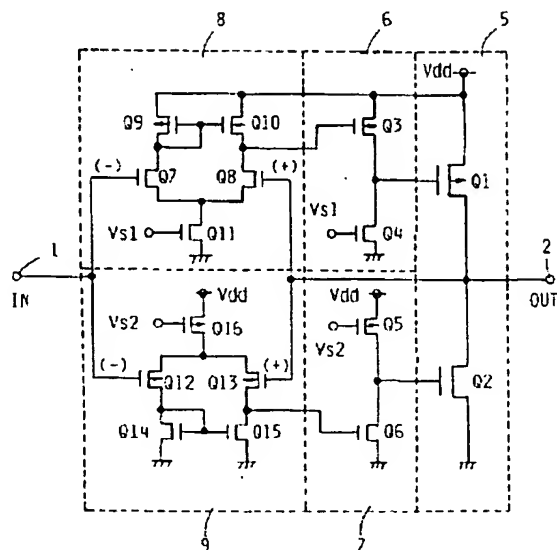 8
6
5
Vdd
Q9
Q10
Q3
(-)
(+)
Q7
Q8
Q1
Vs1
Q11
Vs1
Q4
1
2
IN
OUT
Vdd
Vdd
Vs2
Q16
Q5
Vs2
(-)
(+)
Q12
Q13
Q2
Q14
Q15
Q6
9
7